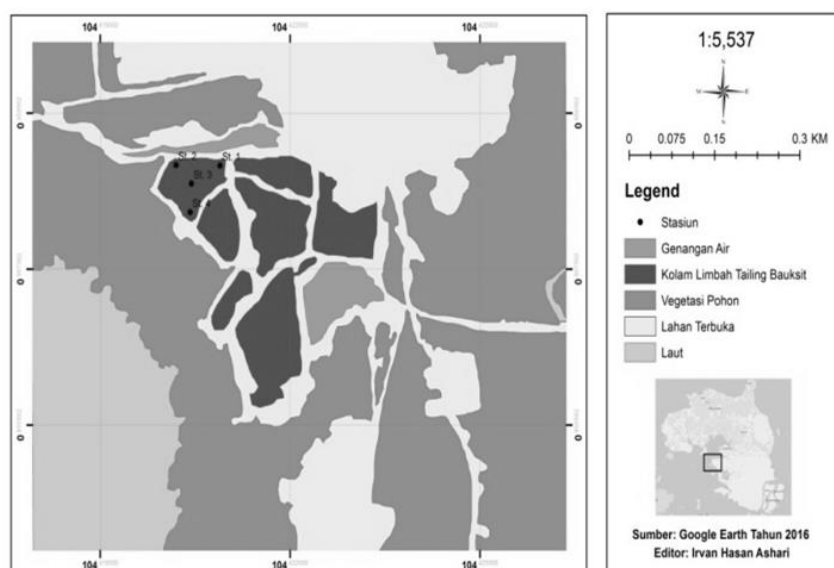 104
104
104
St. 2
St. 1
St. 3
St. 4
0
0
0
0
0
0
104
104
104
1:5,537
N
W
E
S
0 0.075 0.15 0.3 KM
Legend
Stasiun
Genangan Air
Kolam Limbah Tailing Bauksit
Vegetasi Pohon
Lahan Terbuka
Laut
Sumber: Google Earth Tahun 2016
Editor: Irvan Hasan Ashari